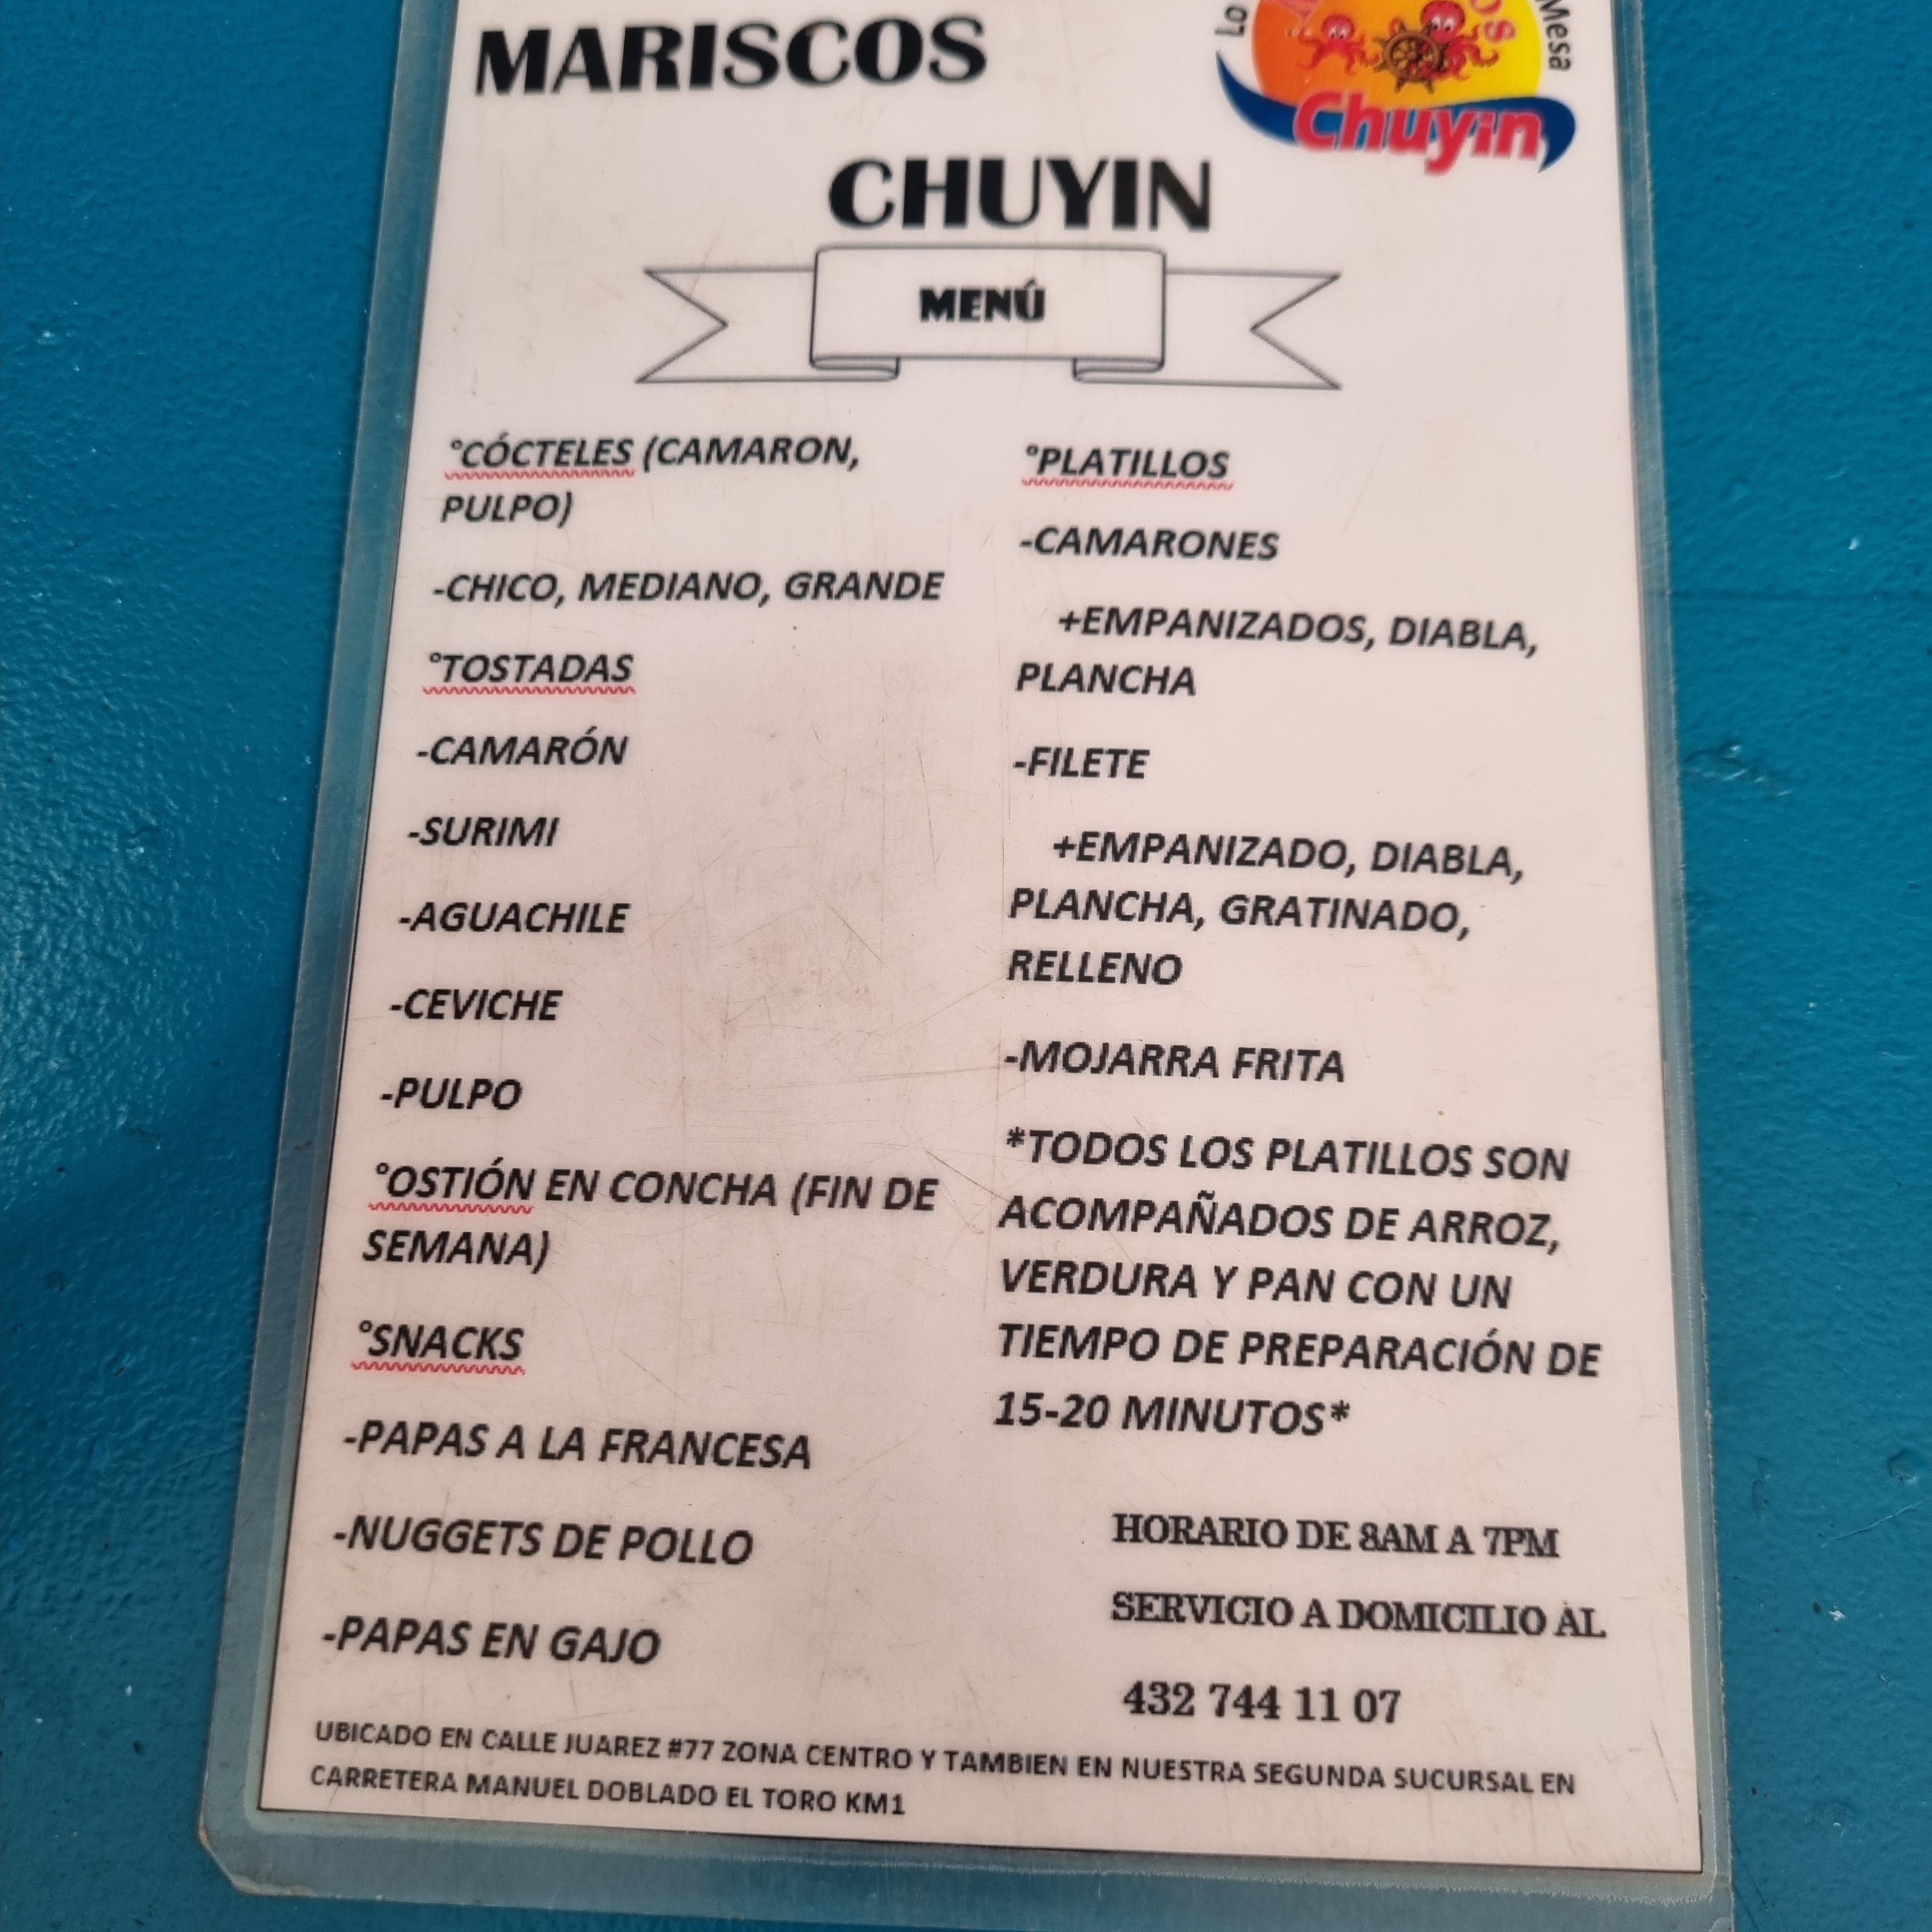 MARISCOS
Lo
Mesa
Chuyin
CHUYIN
MENÚ
°CÓCTELES (CAMARON,
PULPO)
-CHICO, MEDIANO, GRANDE
°TOSTADAS
-CAMARÓN
-SURIMI
-AGUACHILE
-CEVICHE
-PULPO
°OSTIÓN EN CONCHA (FIN DE
SEMANA)
°SNACKS
-PAPAS A LA FRANCESA
-NUGGETS DE POLLO
-PAPAS EN GAJO
°PLATILLOS
-CAMARONES
+EMPANIZADOS, DIABLA,
PLANCHA
-FILETE
+EMPANIZADO, DIABLA,
PLANCHA, GRATINADO,
RELLENO
-MOJARRA FRITA
*TODOS LOS PLATILLOS SON
ACOMPAÑADOS DE ARROZ,
VERDURA Y PAN CON UN
TIEMPO DE PREPARACIÓN DE
15-20 MINUTOS*
HORARIO DE 8AM A 7PM
SERVICIO A DOMICILIO AL
432 744 11 07
UBICADO EN CALLE JUAREZ #77 ZONA CENTRO Y TAMBIEN EN NUESTRA SEGUNDA SUCURSAL EN
CARRETERA MANUEL DOBLADO EL TORO KM1